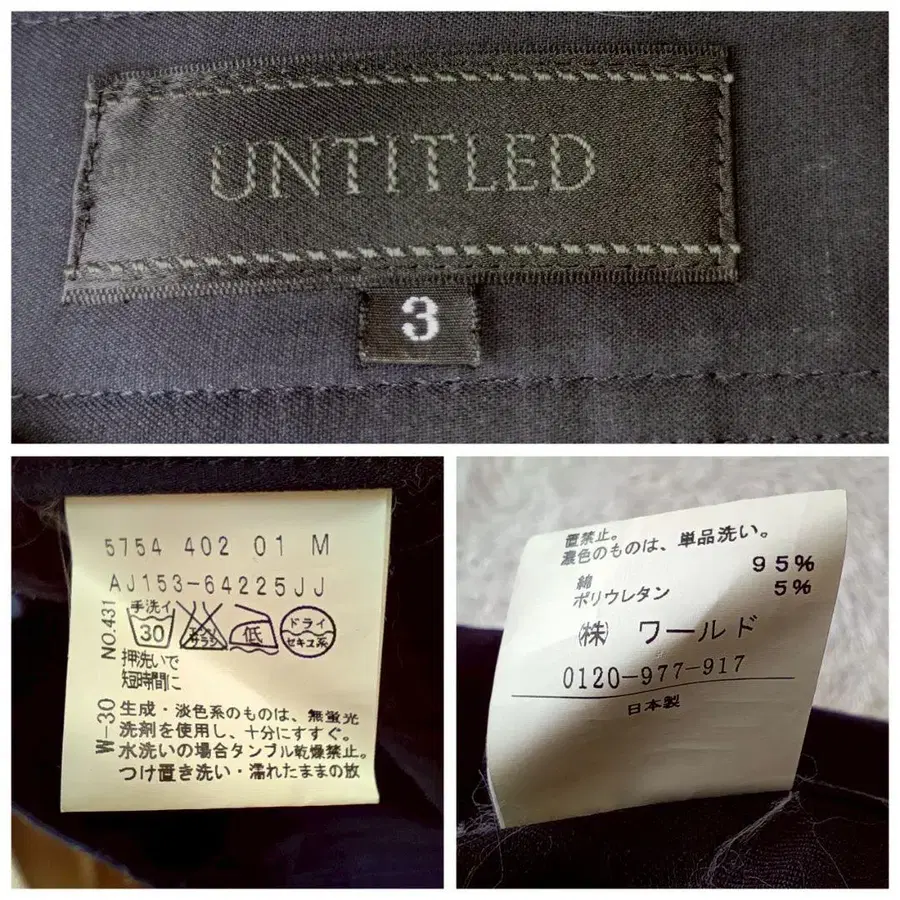 UNTITLED
3
5754 402 01 M
AJ153-64225JJ
NO.431
手洗イ
30
エンソ
サラシ
低
ドライ
セキユ系
押洗いで
短時間に
W-30
生成・淡色系のものは、無蛍光
洗剤を使用し、十分にすすぐ。
水洗いの場合タンブル乾燥禁止。
つけ置き洗い・濡れたままの放
置禁止。
濃色のものは、単品洗い。
綿 95%
ポリウレタン 5%
㈱ ワールド
0120-977-917
日本製